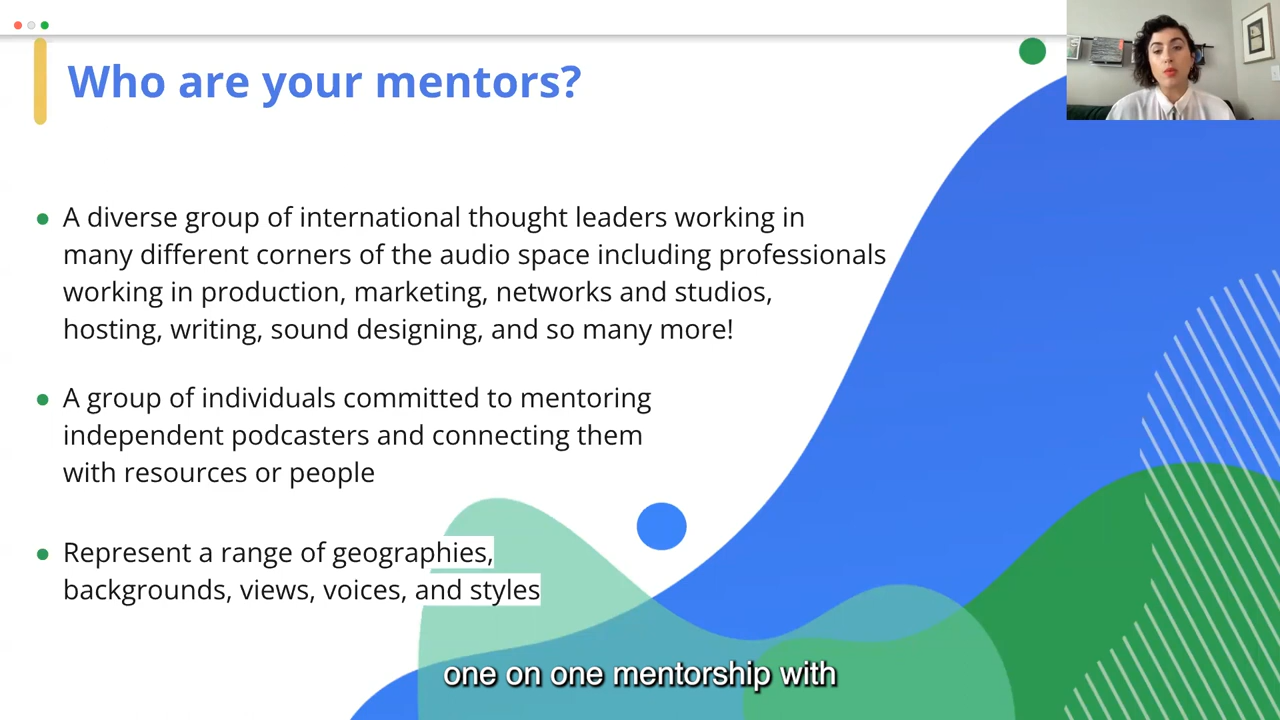 Who are your mentors?
A diverse group of international thought leaders working in
many different corners of the audio space including professionals
working in production, marketing, networks and studios,
hosting, writing, sound designing, and so many more!
A group of individuals committed to mentoring
independent podcasters and connecting them
with resources or people
Represent a range of geographies,
backgrounds, views, voices, and styles
one on one mentorship with